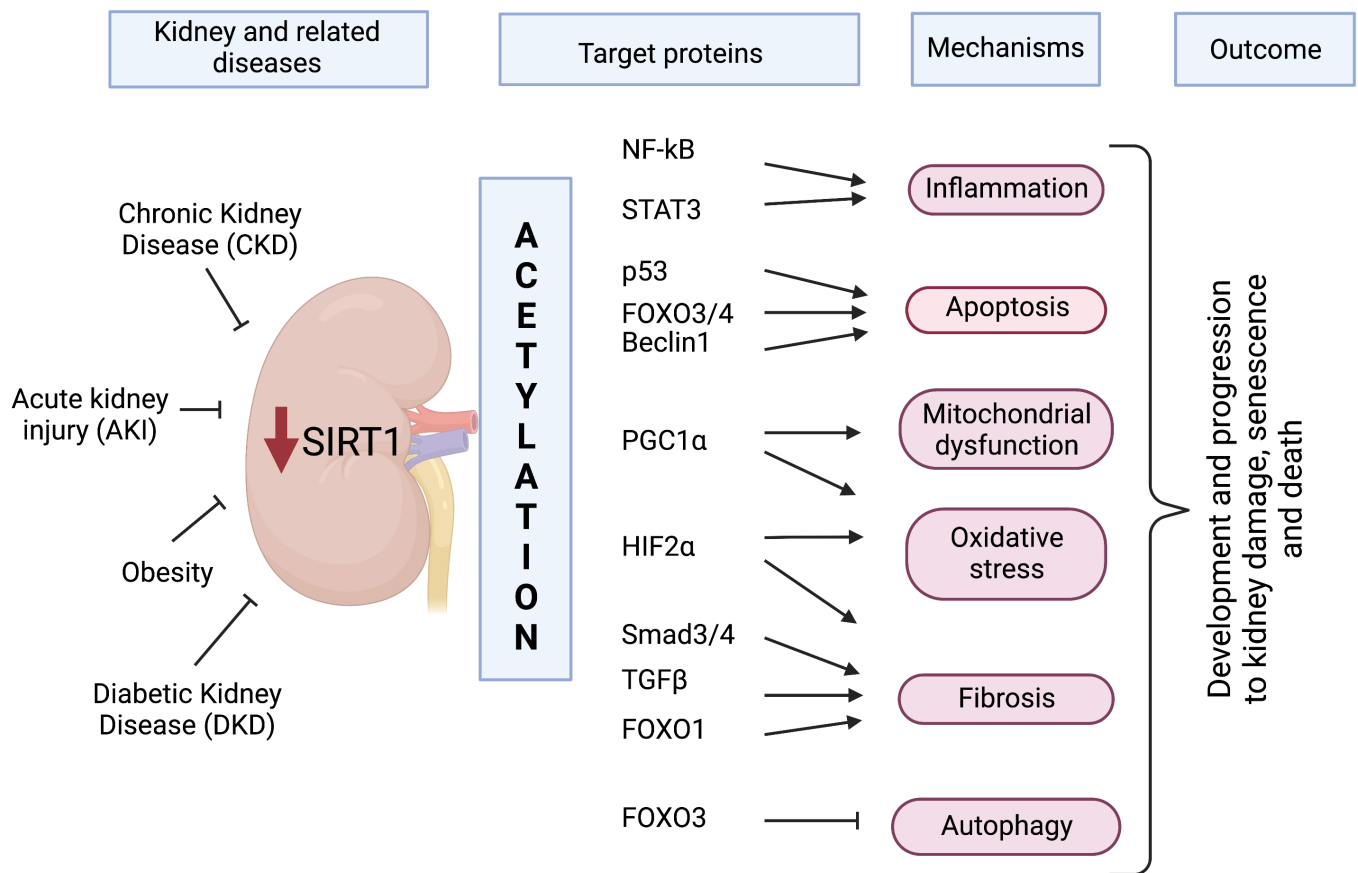 Kidney and related
diseases
Target proteins
Mechanisms
Outcome
Chronic Kidney
Disease (CKD)
Acute kidney
injury (AKI)
Obesity
Diabetic Kidney
Disease (DKD)
SIRT1
ACETYLATION
NF-kB
STAT3
p53
FOXO3/4
Beclin1
PGC1α
HIF2α
Smad3/4
TGFβ
FOXO1
FOXO3
Inflammation
Apoptosis
Mitochondrial
dysfunction
Oxidative
stress
Fibrosis
Autophagy
Development and progression
to kidney damage, senescence
and death